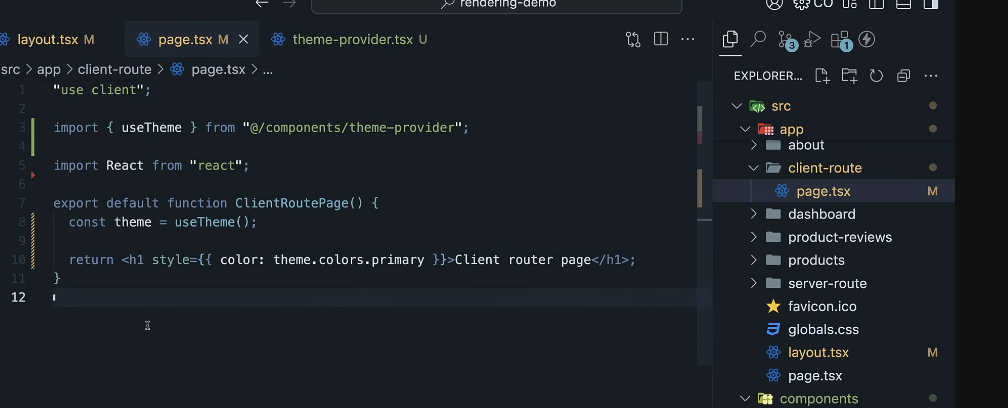 rendering-demo
CO
layout.tsx M
page.tsx M
theme-provider.tsx U
src > app > client-route > page.tsx > ...
1 "use client";
2
3 import { useTheme } from "@/components/theme-provider";
4
5 import React from "react";
6
7 export default function ClientRoutePage() {
8 const theme = useTheme();
9
10 return <h1 style={{ color: theme.colors.primary }}>Client router page</h1>;
11 }
12
3
1
EXPLORER...
src
app
about
client-route
page.tsx M
dashboard
product-reviews
products
server-route
favicon.ico
globals.css
layout.tsx M
page.tsx
components